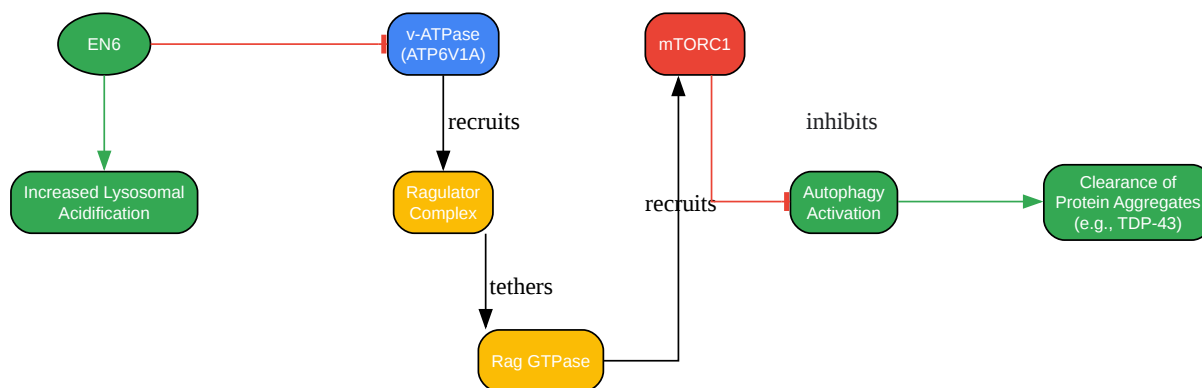 EN6
v-ATPase
(ATP6V1A)
mTORC1
recruits
inhibits
Increased Lysosomal
Acidification
Ragulator
Complex
recruits
Autophagy
Activation
Clearance of
Protein Aggregates
(e.g., TDP-43)
tethers
Rag GTPase